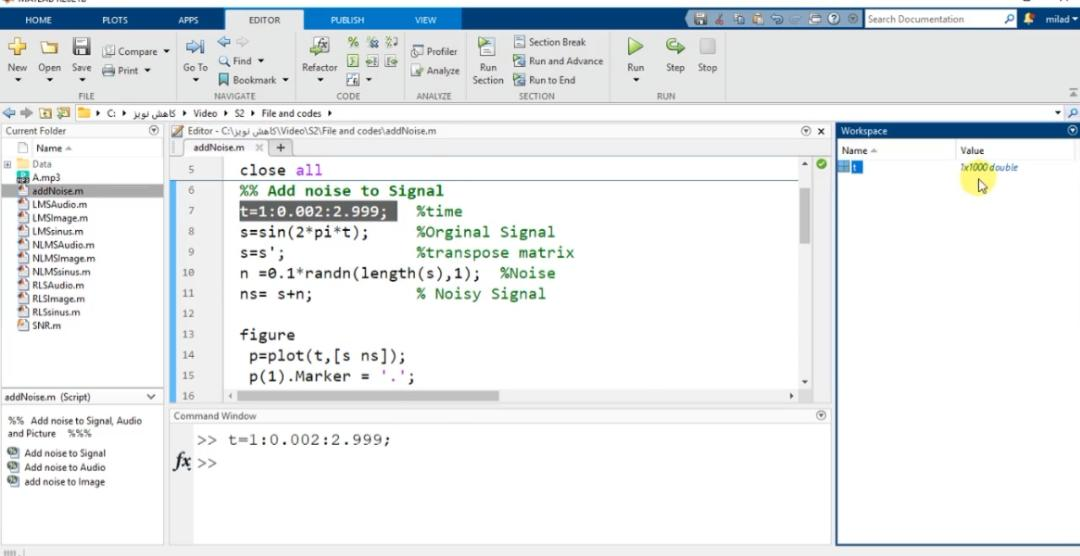 HOME PLOTS APPS EDITOR PUBLISH VIEW Search Documentation milad
New Open Save Compare Print Go To Find Bookmark Refactor Profiler Analyze Run Section Section Break Run and Advance Run to End Run Step Stop
FILE NAVIGATE CODE ANALYZE SECTION RUN
C: کاهش نویز Video S2 File and codes
Current Folder
Name
Data
A.mp3
addNoise.m
LMSAudio.m
LMSImage.m
LMSsinus.m
NLMSAudio.m
NLMSImage.m
NLMSsinus.m
RLSAudio.m
RLSImage.m
RLSsinus.m
SNR.m
addNoise.m (Script)
%% Add noise to Signal, Audio
and Picture %%%
Add noise to Signal
Add noise to Audio
add noise to Image
Editor - C:\کاهش نویز\Video\S2\File and codes\addNoise.m
addNoise.m
5 close all
6 %% Add noise to Signal
7 t=1:0.002:2.999; %time
8 s=sin(2*pi*t); %Orginal Signal
9 s=s'; %transpose matrix
10 n =0.1*randn(length(s),1); %Noise
11 ns= s+n; % Noisy Signal
12
13 figure
14 p=plot(t,[s ns]);
15 p(1).Marker = '.';
16
Command Window
>> t=1:0.002:2.999;
fx >>
Workspace
Name Value
t 1x1000 double